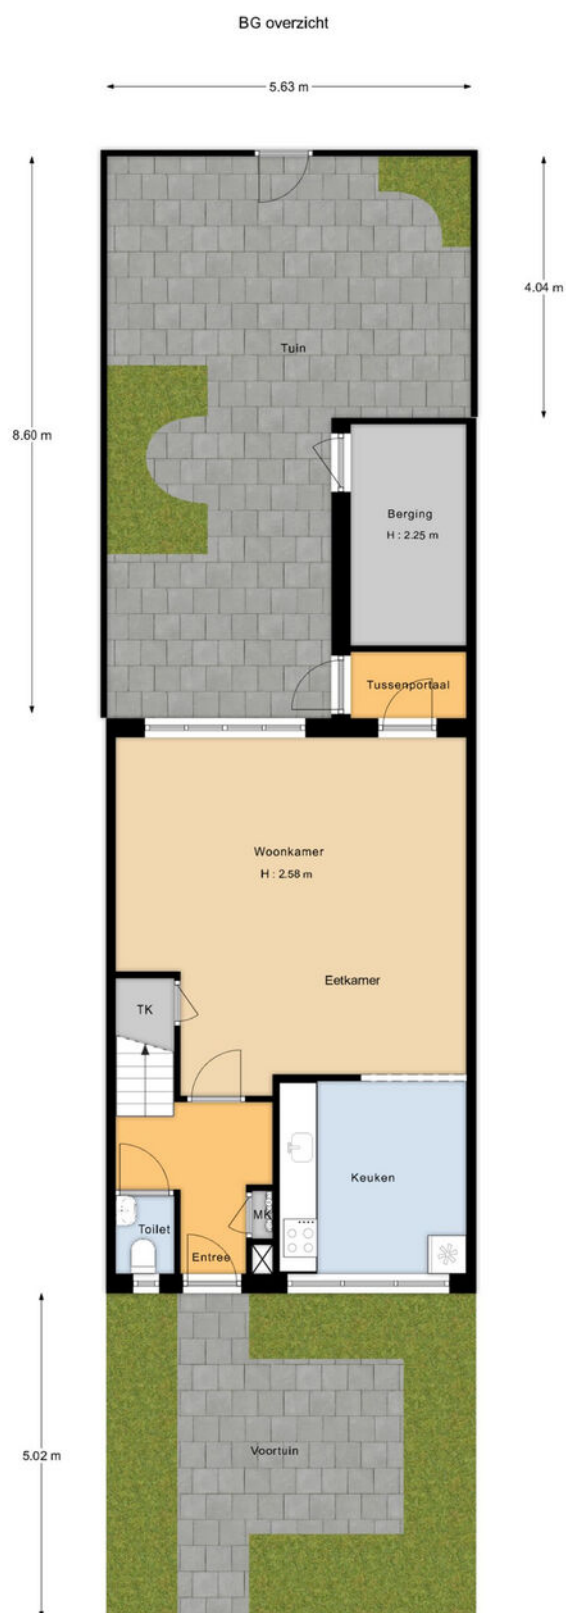 BG overzicht
5.63 m
4.04 m
Tuin
8.60 m
Berging
H : 2.25 m
Tussenportaal
Woonkamer
H : 2.58 m
Eetkamer
TK
Keuken
MK
Toilet
Entree
Voortuin
5.02 m